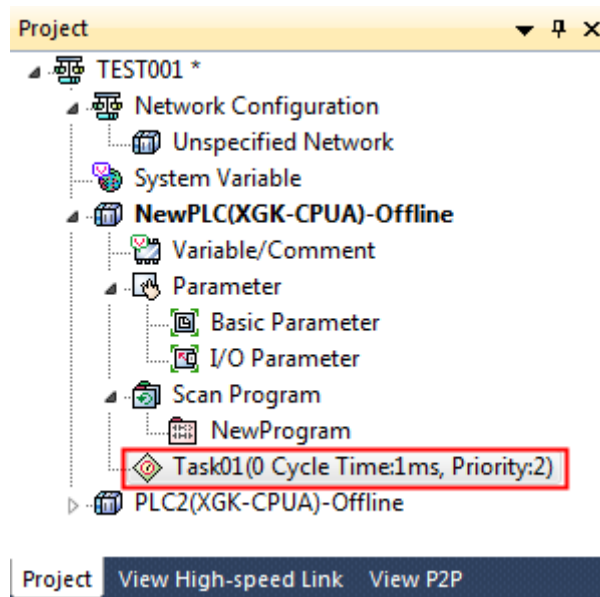 Project
TEST001 *
Network Configuration
Unspecified Network
System Variable
NewPLC(XGK-CPUA)-Offline
Variable/Comment
Parameter
Basic Parameter
I/O Parameter
Scan Program
NewProgram
Task01(0 Cycle Time:1ms, Priority:2)
PLC2(XGK-CPUA)-Offline
Project View High-speed Link View P2P